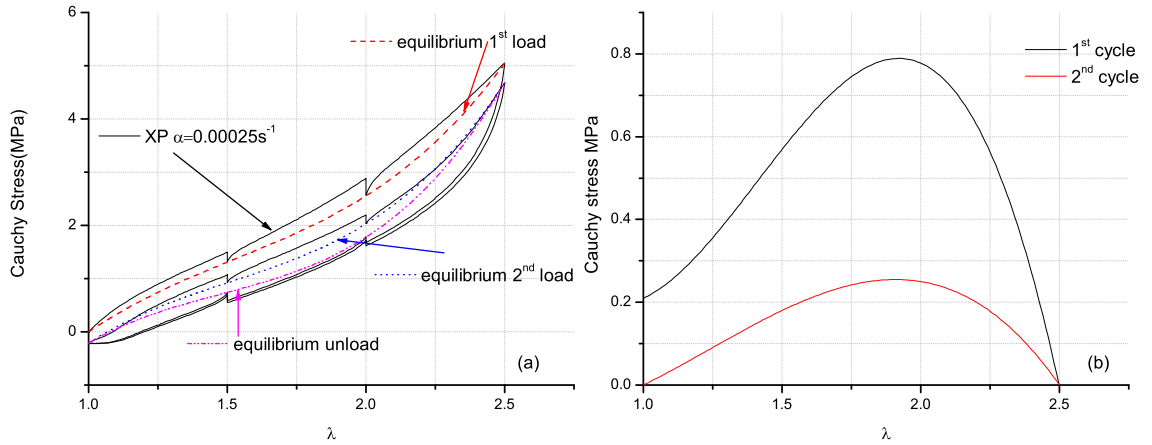 6
4
2
0
Cauchy Stress(MPa)
equilibrium 1st load
XP α=0.00025s-1
equilibrium 2nd load
equilibrium unload
(a)
1.0 1.5 2.0 2.5
λ
0.8
0.6
0.4
0.2
0.0
Cauchy stress MPa
1st cycle
2nd cycle
(b)
1.0 1.5 2.0 2.5
λ